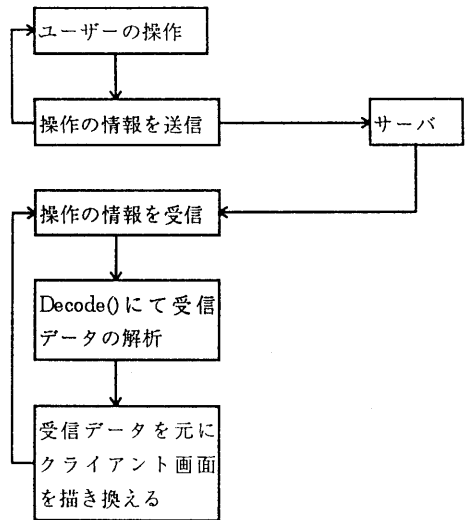 ユーザーの操作
操作の情報を送信
サーバ
操作の情報を受信
Decode()にて受信
データの解析
受信データを元に
クライアント画面
を描き換える